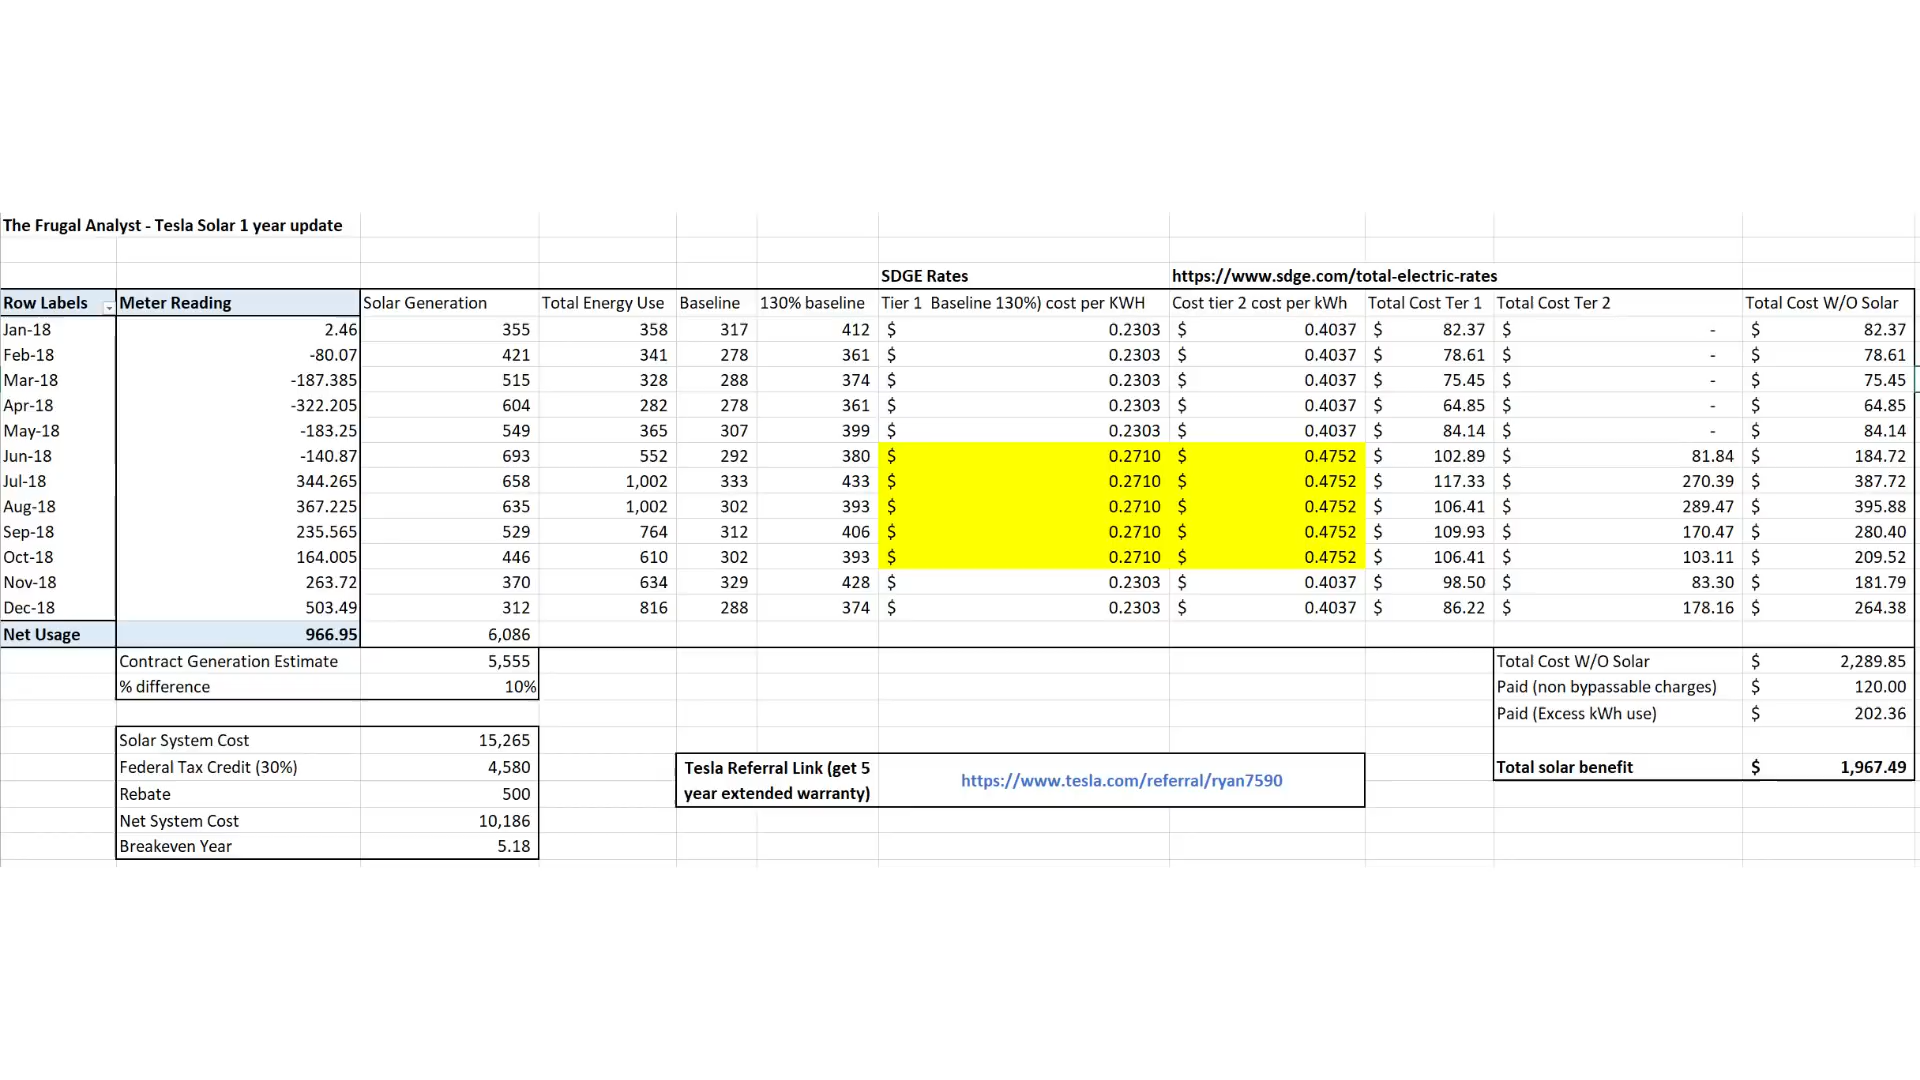 The Frugal Analyst - Tesla Solar 1 year update
SDGE Rates https://www.sdge.com/total-electric-rates
Row Labels Meter Reading Solar Generation Total Energy Use Baseline 130% baseline Tier 1 Baseline 130%) cost per KWH Cost tier 2 cost per kWh Total Cost Ter 1 Total Cost Ter 2 Total Cost W/O Solar
Jan-18 2.46 355 358 317 412 $ 0.2303 $ 0.4037 $ 82.37 $ - $ 82.37
Feb-18 -80.07 421 341 278 361 $ 0.2303 $ 0.4037 $ 78.61 $ - $ 78.61
Mar-18 -187.385 515 328 288 374 $ 0.2303 $ 0.4037 $ 75.45 $ - $ 75.45
Apr-18 -322.205 604 282 278 361 $ 0.2303 $ 0.4037 $ 64.85 $ - $ 64.85
May-18 -183.25 549 365 307 399 $ 0.2303 $ 0.4037 $ 84.14 $ - $ 84.14
Jun-18 -140.87 693 552 292 380 $ 0.2710 $ 0.4752 $ 102.89 $ 81.84 $ 184.72
Jul-18 344.265 658 1,002 333 433 $ 0.2710 $ 0.4752 $ 117.33 $ 270.39 $ 387.72
Aug-18 367.225 635 1,002 302 393 $ 0.2710 $ 0.4752 $ 106.41 $ 289.47 $ 395.88
Sep-18 235.565 529 764 312 406 $ 0.2710 $ 0.4752 $ 109.93 $ 170.47 $ 280.40
Oct-18 164.005 446 610 302 393 $ 0.2710 $ 0.4752 $ 106.41 $ 103.11 $ 209.52
Nov-18 263.72 370 634 329 428 $ 0.2303 $ 0.4037 $ 98.50 $ 83.30 $ 181.79
Dec-18 503.49 312 816 288 374 $ 0.2303 $ 0.4037 $ 86.22 $ 178.16 $ 264.38
Net Usage 966.95 6,086
Contract Generation Estimate 5,555 Total Cost W/O Solar $ 2,289.85
% difference 10% Paid (non bypassable charges) $ 120.00
Paid (Excess kWh use) $ 202.36
Solar System Cost 15,265
Federal Tax Credit (30%) 4,580 Total solar benefit $ 1,967.49
Rebate 500
Net System Cost 10,186
Breakeven Year 5.18
Tesla Referral Link (get 5
year extended warranty)
https://www.tesla.com/referral/ryan7590